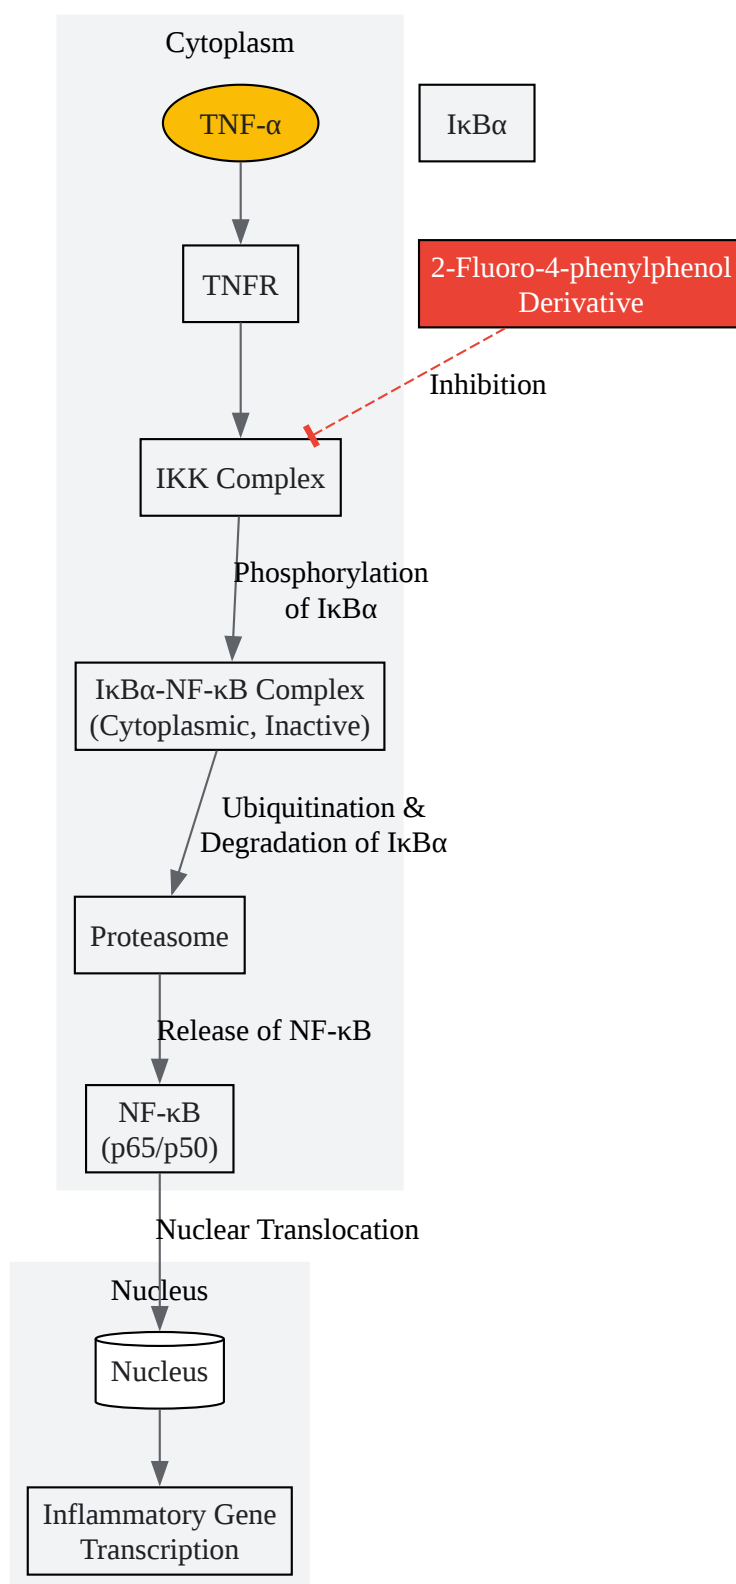 Cytoplasm
TNF-α
IκBα
TNFR
2-Fluoro-4-phenylphenol
Derivative
Inhibition
IKK Complex
Phosphorylation
of IκBα
IκBα-NF-κB Complex
(Cytoplasmic, Inactive)
Ubiquitination &
Degradation of IκBα
Proteasome
Release of NF-κB
NF-κB
(p65/p50)
Nuclear Translocation
Nucleus
Nucleus
Inflammatory Gene
Transcription